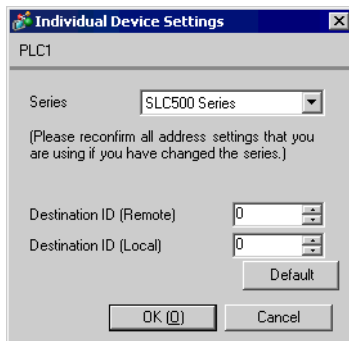 Individual Device Settings
PLC1
Series SLC500 Series
(Please reconfirm all address settings that you
are using if you have changed the series.)
Destination ID (Remote) 0
Destination ID (Local) 0
Default
OK (O) Cancel